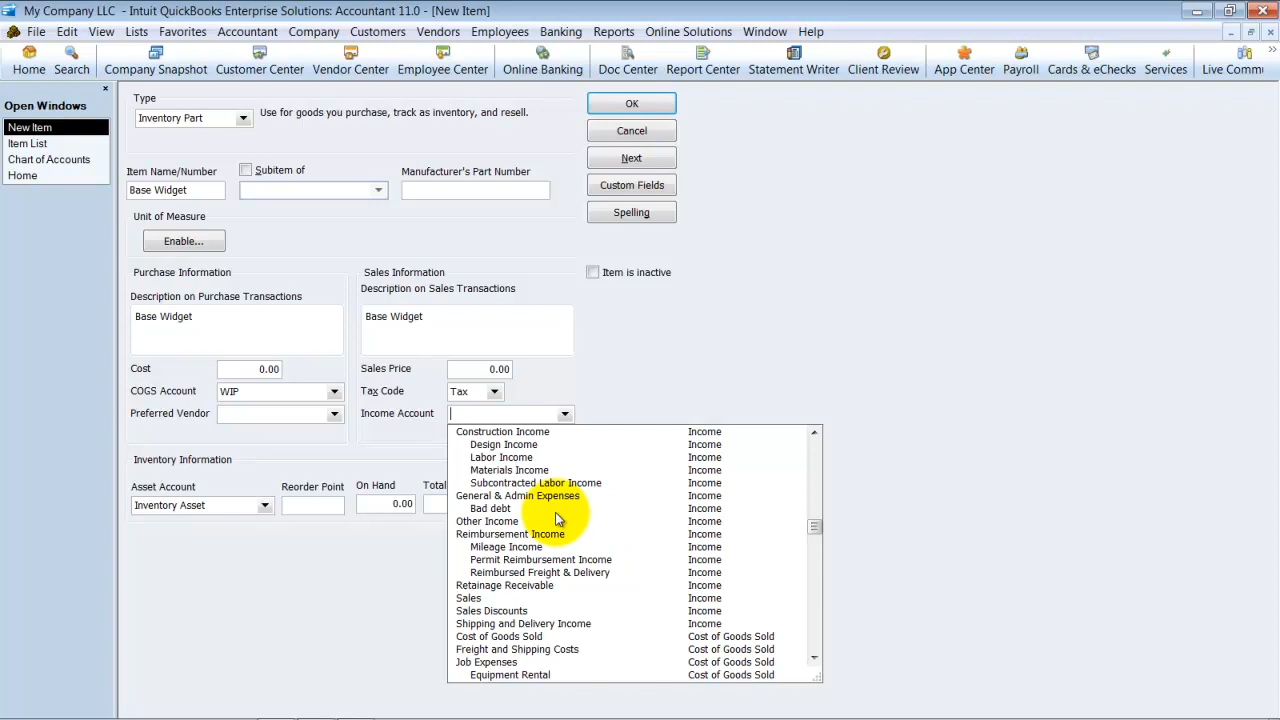 My Company LLC - Intuit QuickBooks Enterprise Solutions: Accountant 11.0 - [New Item]
File Edit View Lists Favorites Accountant Company Customers Vendors Employees Banking Reports Online Solutions Window Help
Home Search Company Snapshot Customer Center Vendor Center Employee Center Online Banking Doc Center Report Center Statement Writer Client Review App Center Payroll Cards & eChecks Services Live Commu
Open Windows
New Item
Item List
Chart of Accounts
Home
Type
Inventory Part
Use for goods you purchase, track as inventory, and resell.
OK
Cancel
Next
Custom Fields
Spelling
Item Name/Number
Subitem of
Manufacturer's Part Number
Base Widget
Unit of Measure
Enable...
Purchase Information
Description on Purchase Transactions
Base Widget
Cost 0.00
COGS Account WIP
Preferred Vendor
Sales Information
Description on Sales Transactions
Base Widget
Sales Price 0.00
Tax Code Tax
Income Account
Item is inactive
Inventory Information
Asset Account Reorder Point On Hand Total
Inventory Asset 0.00
Construction Income Income
Design Income Income
Labor Income Income
Materials Income Income
Subcontracted Labor Income Income
General & Admin Expenses Income
Bad debt Income
Other Income Income
Reimbursement Income Income
Mileage Income Income
Permit Reimbursement Income Income
Reimbursed Freight & Delivery Income
Retainage Receivable Income
Sales Income
Sales Discounts Income
Shipping and Delivery Income Income
Cost of Goods Sold Cost of Goods Sold
Freight and Shipping Costs Cost of Goods Sold
Job Expenses Cost of Goods Sold
Equipment Rental Cost of Goods Sold